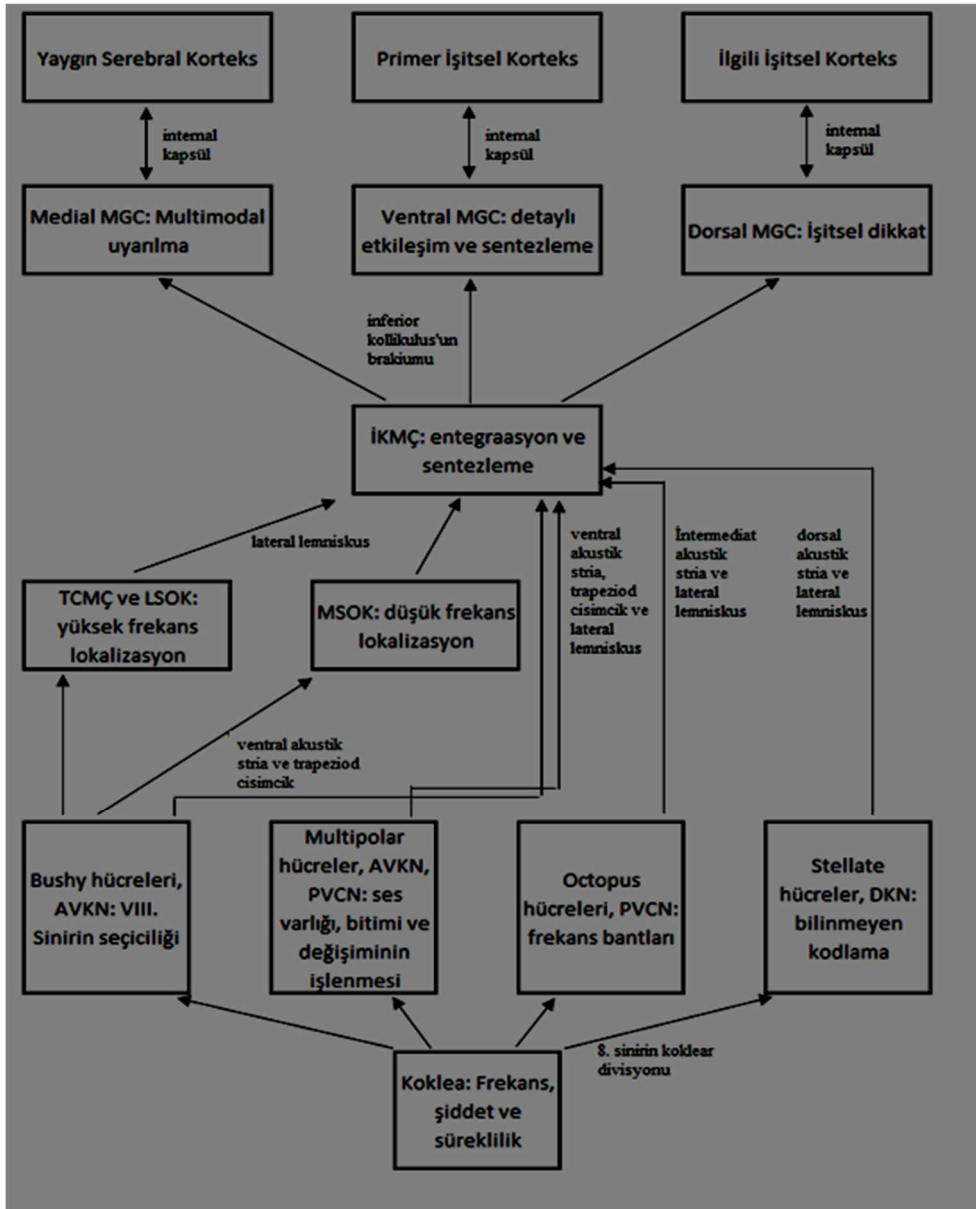 Yaygın Serebral Korteks
Primer İşitsel Korteks
İlgili İşitsel Korteks
internal
kapsül
internal
kapsül
internal
kapsül
Medial MGC: Multimodal
uyarılma
Ventral MGC: detaylı
etkileşim ve sentezleme
Dorsal MGC: İşitsel dikkat
inferior
kollikulus'un
brakiumu
İKMÇ: entegraasyon ve
sentezleme
lateral lemniskus
ventral
akustik
stria,
trapeziod
cisimcik ve
lateral
lemniskus
İntermediat
akustik
stria ve
lateral
lemniskus
dorsal
akustik
stria ve
lateral
lemniskus
TCMÇ ve LSOK:
yüksek frekans
lokalizasyon
MSOK: düşük frekans
lokalizasyon
ventral akustik
stria ve trapeziod
cisimcik
Bushy hücreleri,
AVKN: VIII.
Sinirin seçiciliği
Multipolar
hücreler, AVKN,
PVCN: ses
varlığı, bitimi ve
değişiminin
işlenmesi
Octopus
hücreleri, PVCN:
frekans bantları
Stellate
hücreler, DKN:
bilinmeyen
kodlama
8. sinirin koklear
divisyonu
Koklea: Frekans,
şiddet ve
süreklilik